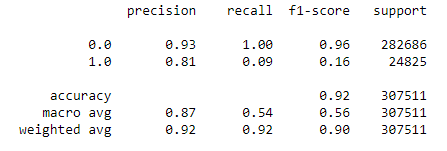 precision recall f1-score support
0.0 0.93 1.00 0.96 282686
1.0 0.81 0.09 0.16 24825
accuracy 0.92 307511
macro avg 0.87 0.54 0.56 307511
weighted avg 0.92 0.92 0.90 307511